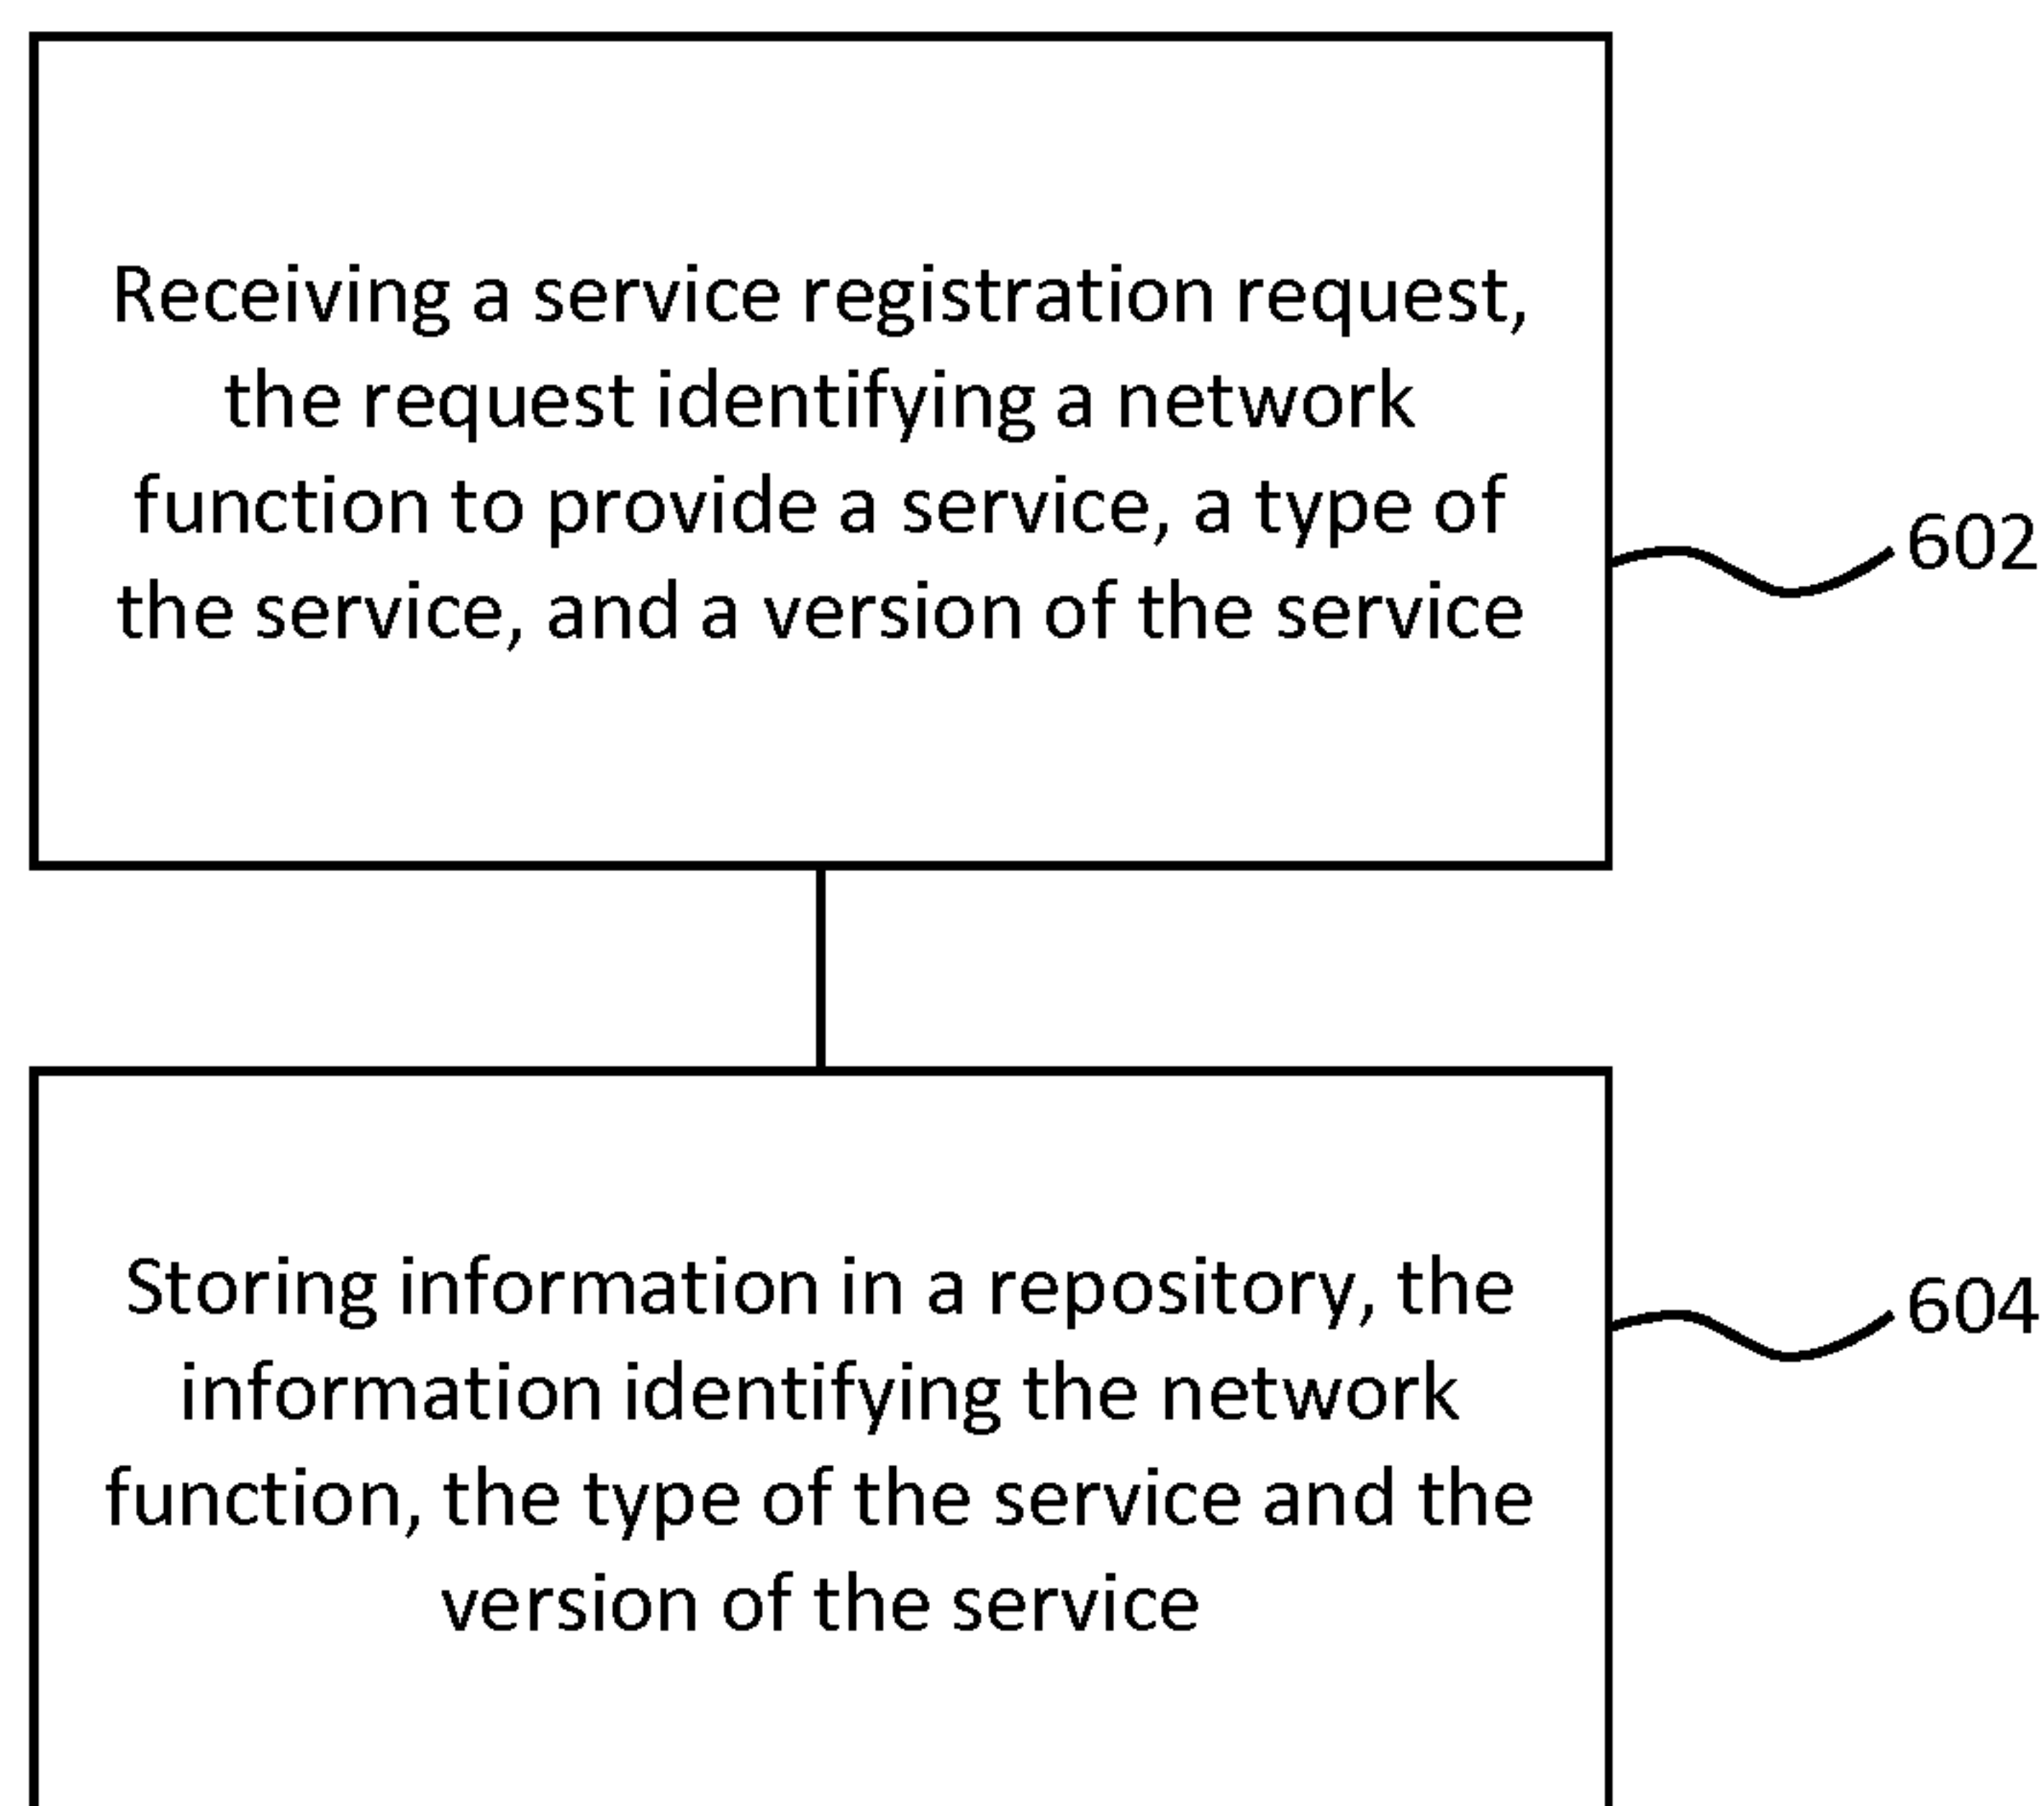 Receiving a service registration request,
the request identifying a network
function to provide a service, a type of
the service, and a version of the service
602
Storing information in a repository, the
information identifying the network
function, the type of the service and the
version of the service
604